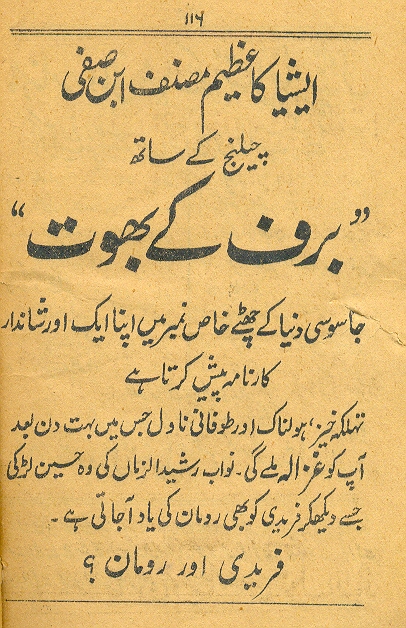 ۱۱۶
ایشیا کا عظیم مصنف ابن صفی
چیلنج کے ساتھ
”برف کے بھوت“
جاسوسی دنیا کے چھٹے خاص نمبر میں اپنا ایک اور شاندار
کارنامہ پیش کرتا ہے
تہلکہ خیز، ہولناک اور طوفانی ناول جس میں بہت دن بعد
آپ کو غزالہ ملے گی۔ نواب رشید الزماں کی وہ حسین لڑکی
جسے دیکھ کر فریدی کو بھی رومان کی یاد آجاتی ہے۔
فریدی اور رومان ؟